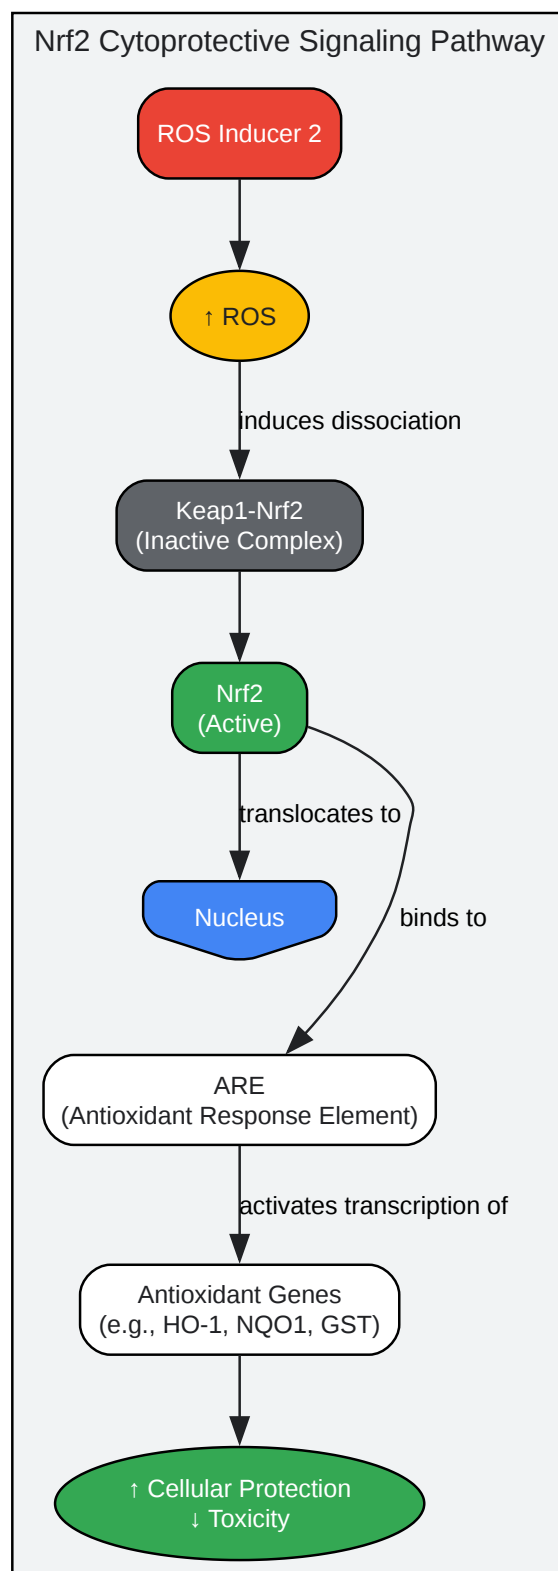 Nrf2 Cytoprotective Signaling Pathway
ROS Inducer 2
↑ ROS
induces dissociation
Keap1-Nrf2
(Inactive Complex)
Nrf2
(Active)
translocates to
Nucleus
binds to
ARE
(Antioxidant Response Element)
activates transcription of
Antioxidant Genes
(e.g., HO-1, NQO1, GST)
↑ Cellular Protection
↓ Toxicity